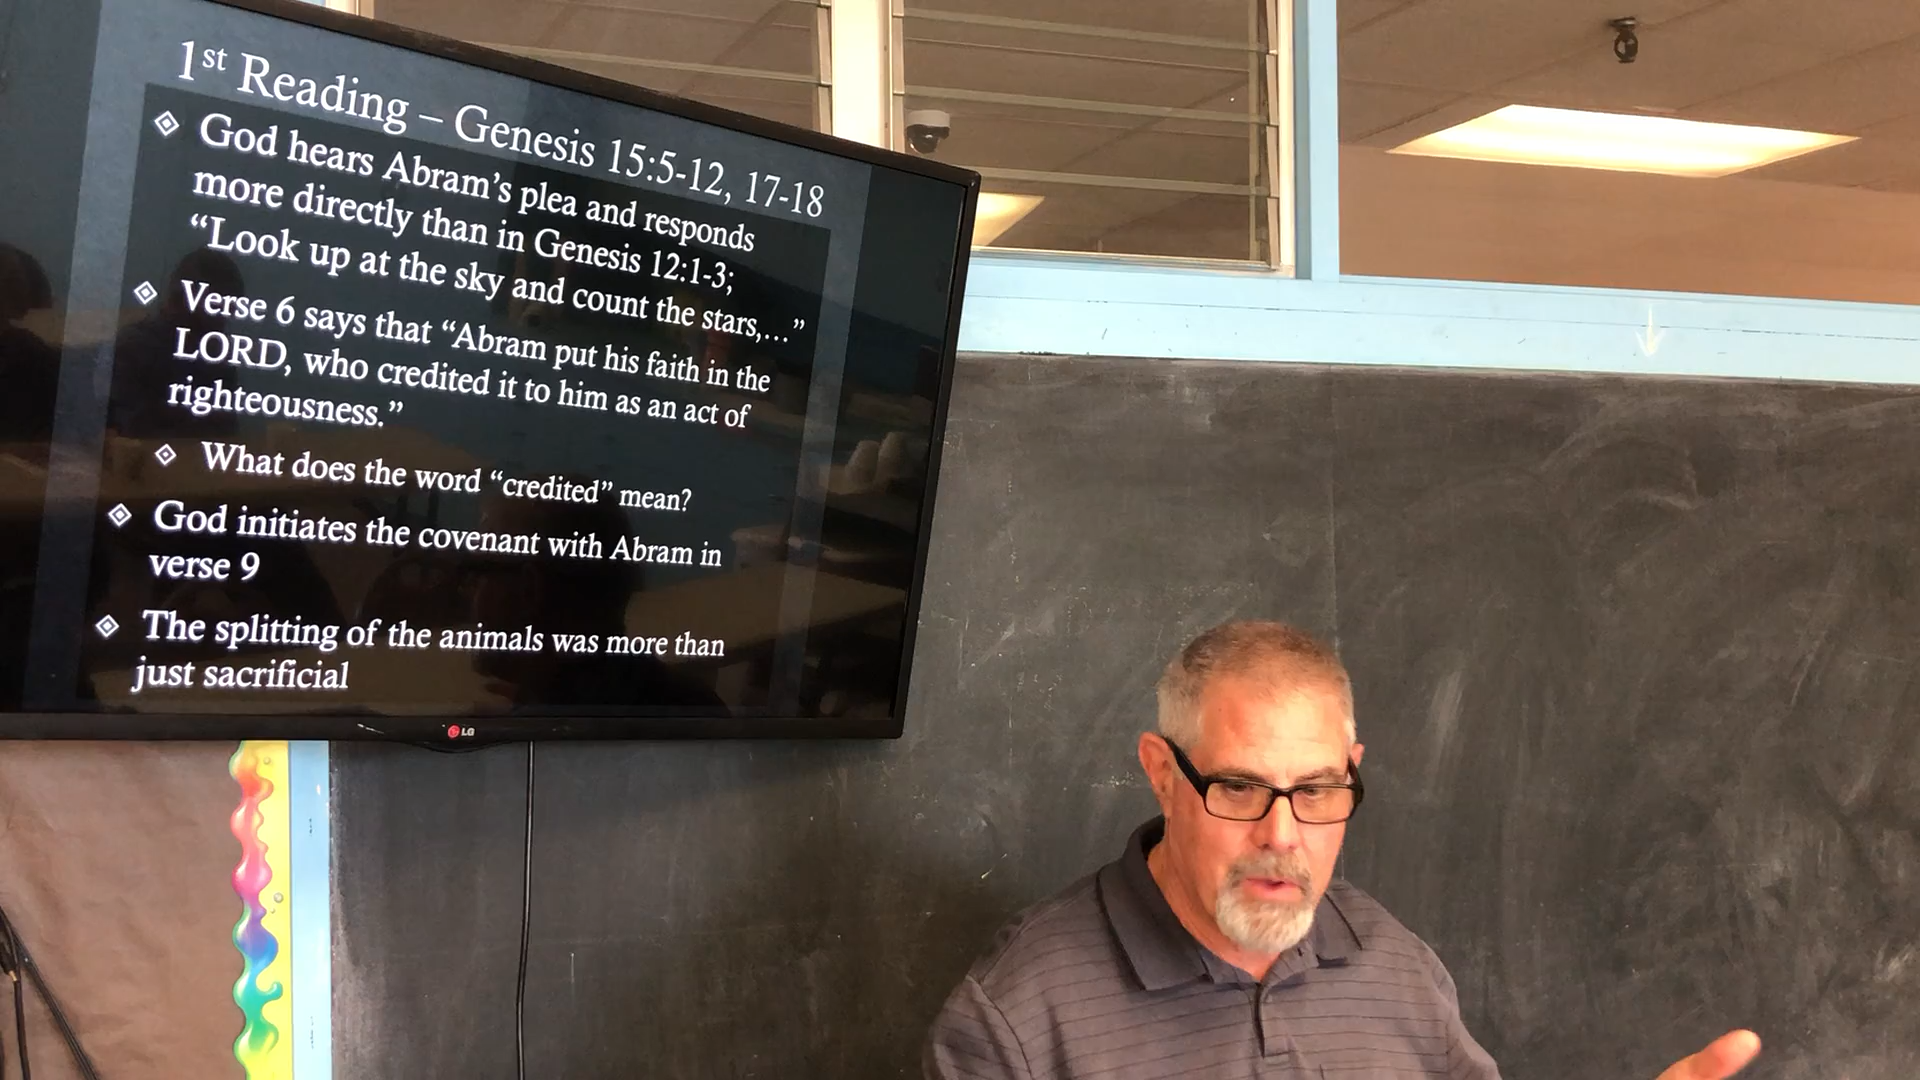 1st Reading – Genesis 15:5-12, 17-18
God hears Abram’s plea and responds
more directly than in Genesis 12:1-3;
“Look up at the sky and count the stars,…”
Verse 6 says that “Abram put his faith in the
LORD, who credited it to him as an act of
righteousness.”
What does the word “credited” mean?
God initiates the covenant with Abram in
verse 9
The splitting of the animals was more than
just sacrificial
LG